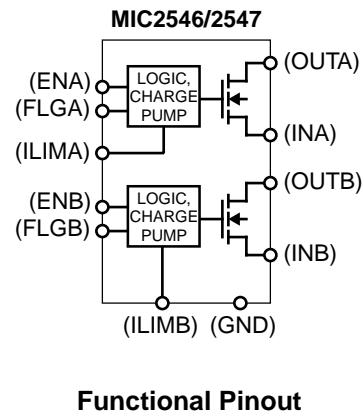 MIC2546/2547
(ENA)
(FLGA)
(ILIMA)
LOGIC,
CHARGE
PUMP
(OUTA)
(INA)
(ENB)
(FLGB)
LOGIC,
CHARGE
PUMP
(OUTB)
(INB)
(ILIMB) (GND)
Functional Pinout